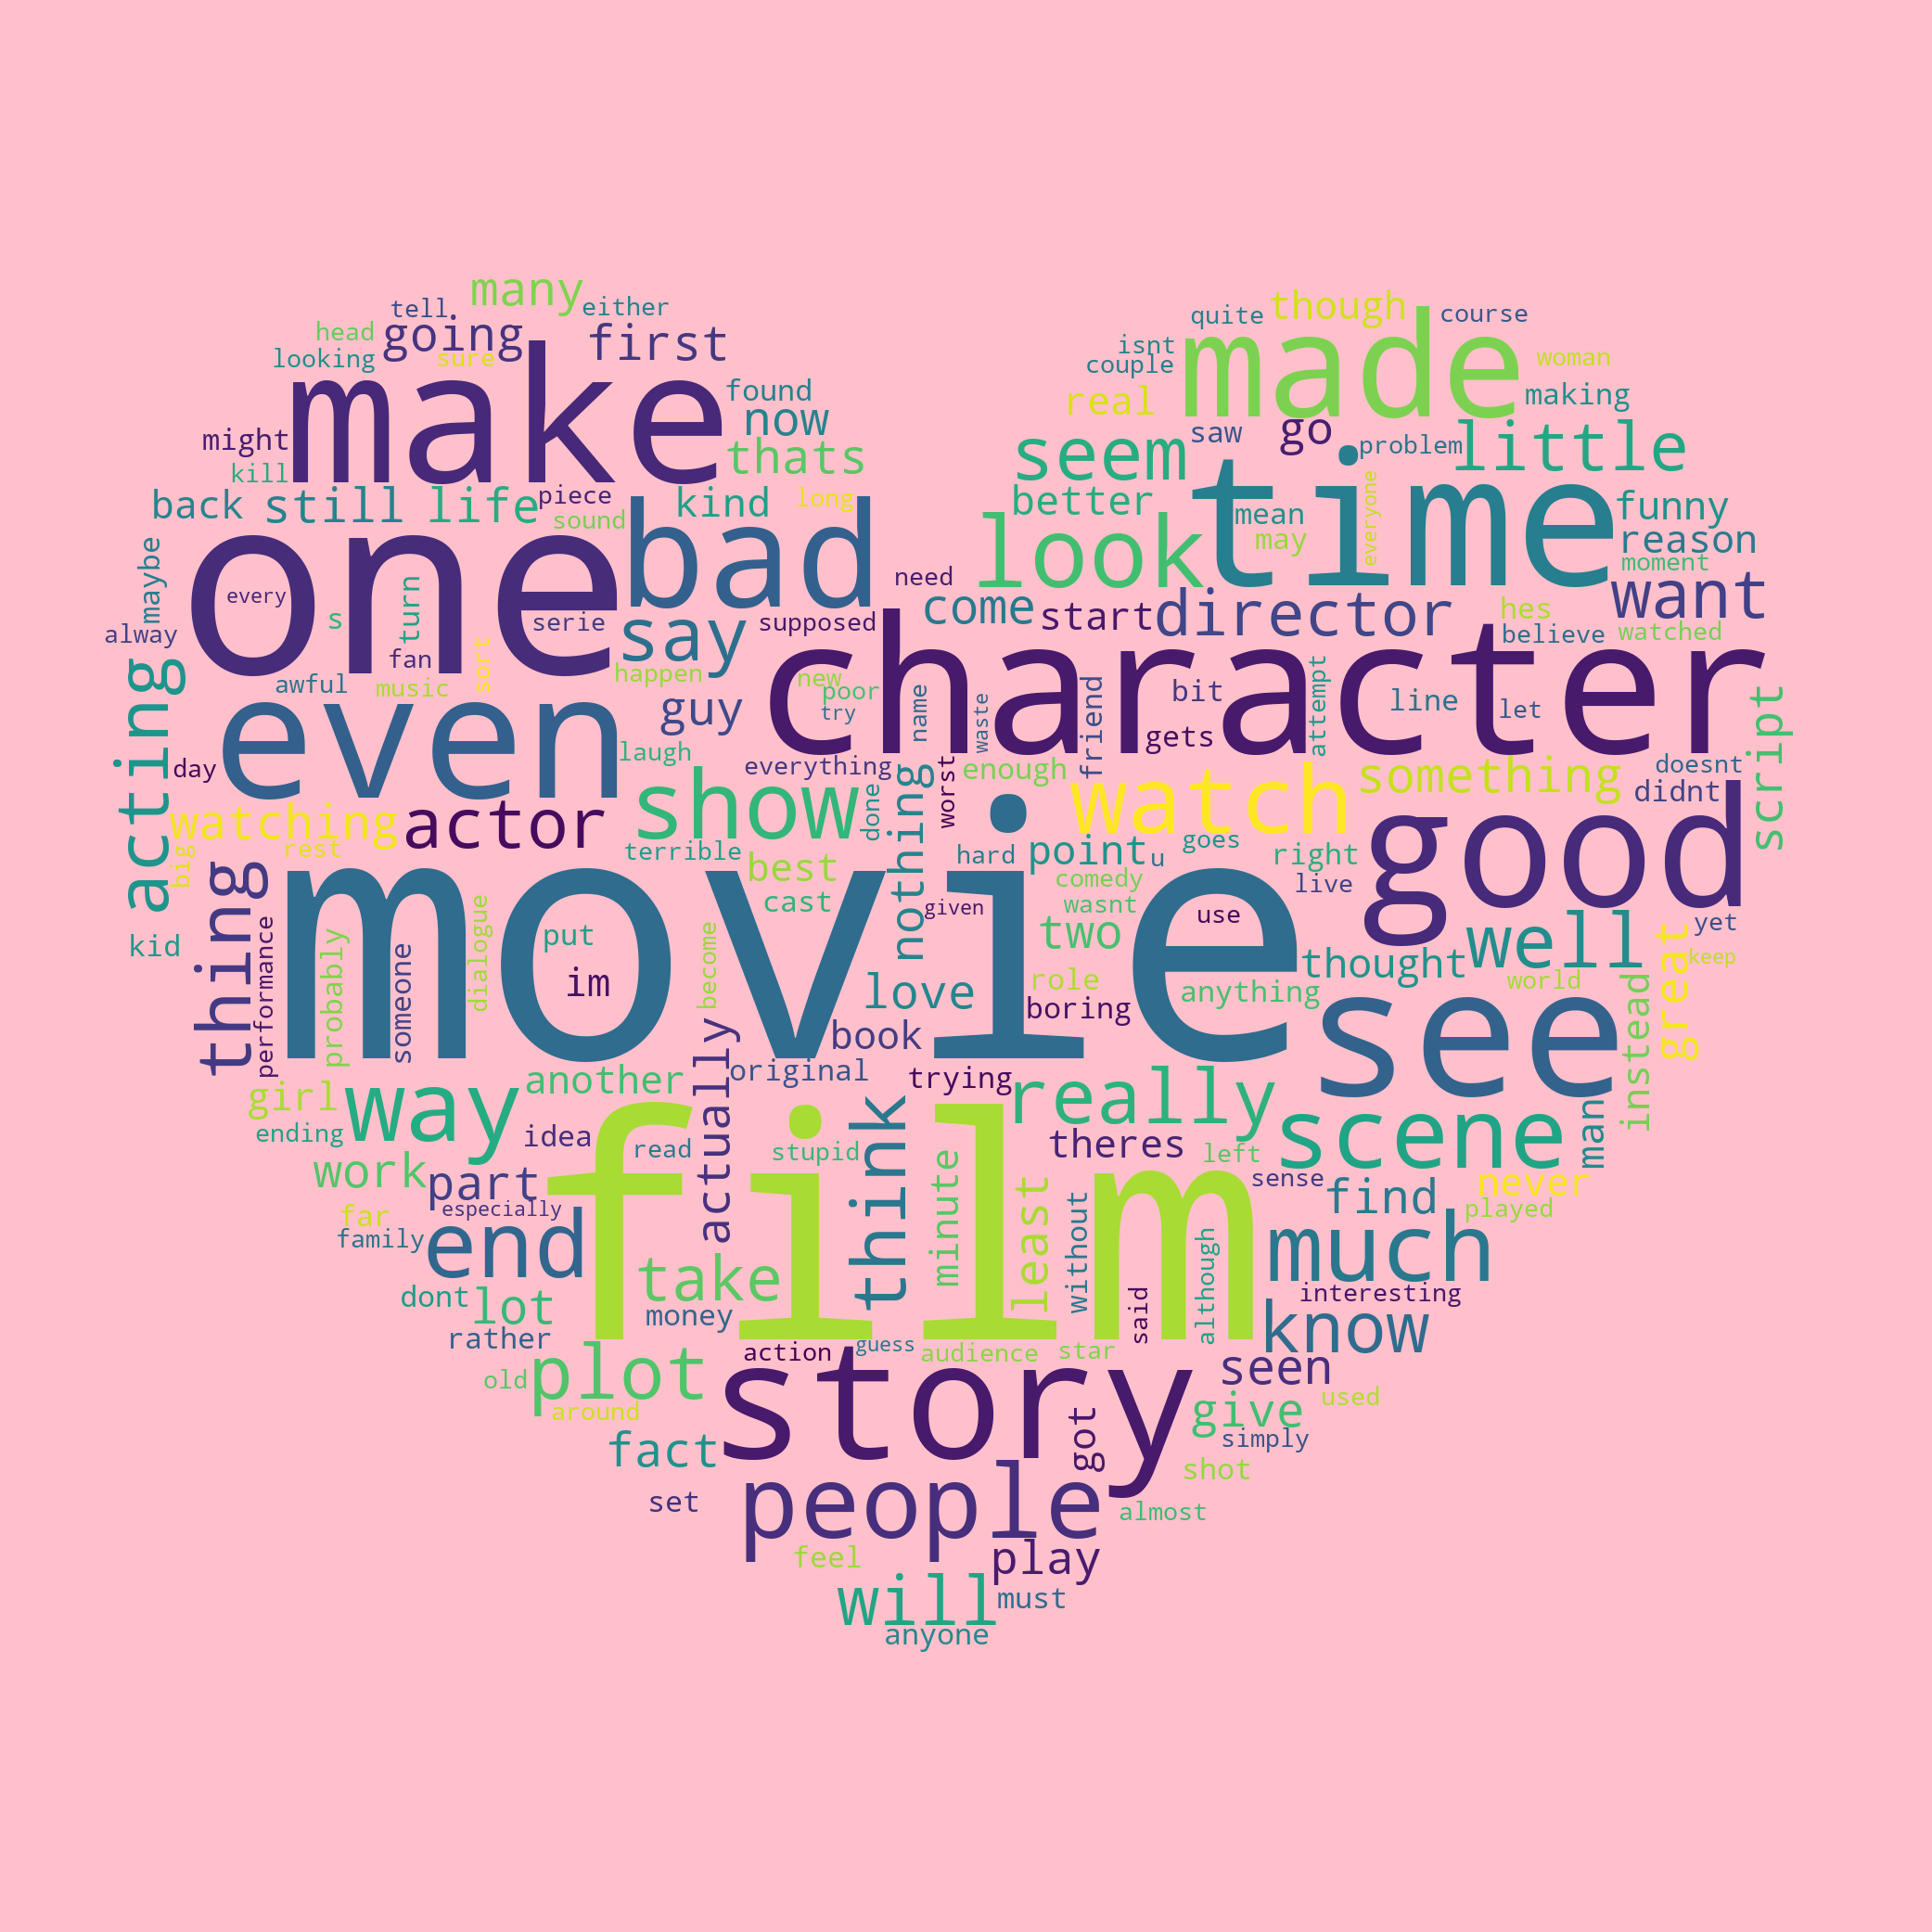 many
tell
either
head
going
first
looking
sure
make
found
now
might
thats
kill
back
still
life
piece
kind
long
sound
maybe
one
bad
every
s
turn
serie
say
supposed
alway
fan
awful
music
sort
happen
new
poor
try
acting
even
guy
laugh
day
everything
watching
actor
show
done
big
rest
terrible
best
cast
nothing
name
waste
worst
quite
though
course
isnt
couple
made
woman
real
making
saw
go
problem
seem
little
better
time
mean
may
everyone
funny
reason
moment
look
need
come
start
director
want
hes
believe
watched
character
friend
bit
attempt
line
let
gets
script
enough
watch
something
doesnt
didnt
hard
point
u
goes
right
good
comedy
live
wasnt
use
given
thing
movie
kid
performance
probably
someone
dialogue
put
im
become
love
two
role
boring
anything
thought
well
great
yet
keep
world
instead
see
book
original
trying
girl
way
another
actually
really
ending
idea
read
stupid
think
theres
left
scene
man
work
part
film
minute
least
without
sense
find
never
played
especially
far
family
end
take
said
although
much
interesting
dont
lot
money
know
rather
action
guess
audience
star
seen
old
plot
story
give
used
around
got
simply
fact
shot
set
people
almost
feel
play
will
must
anyone